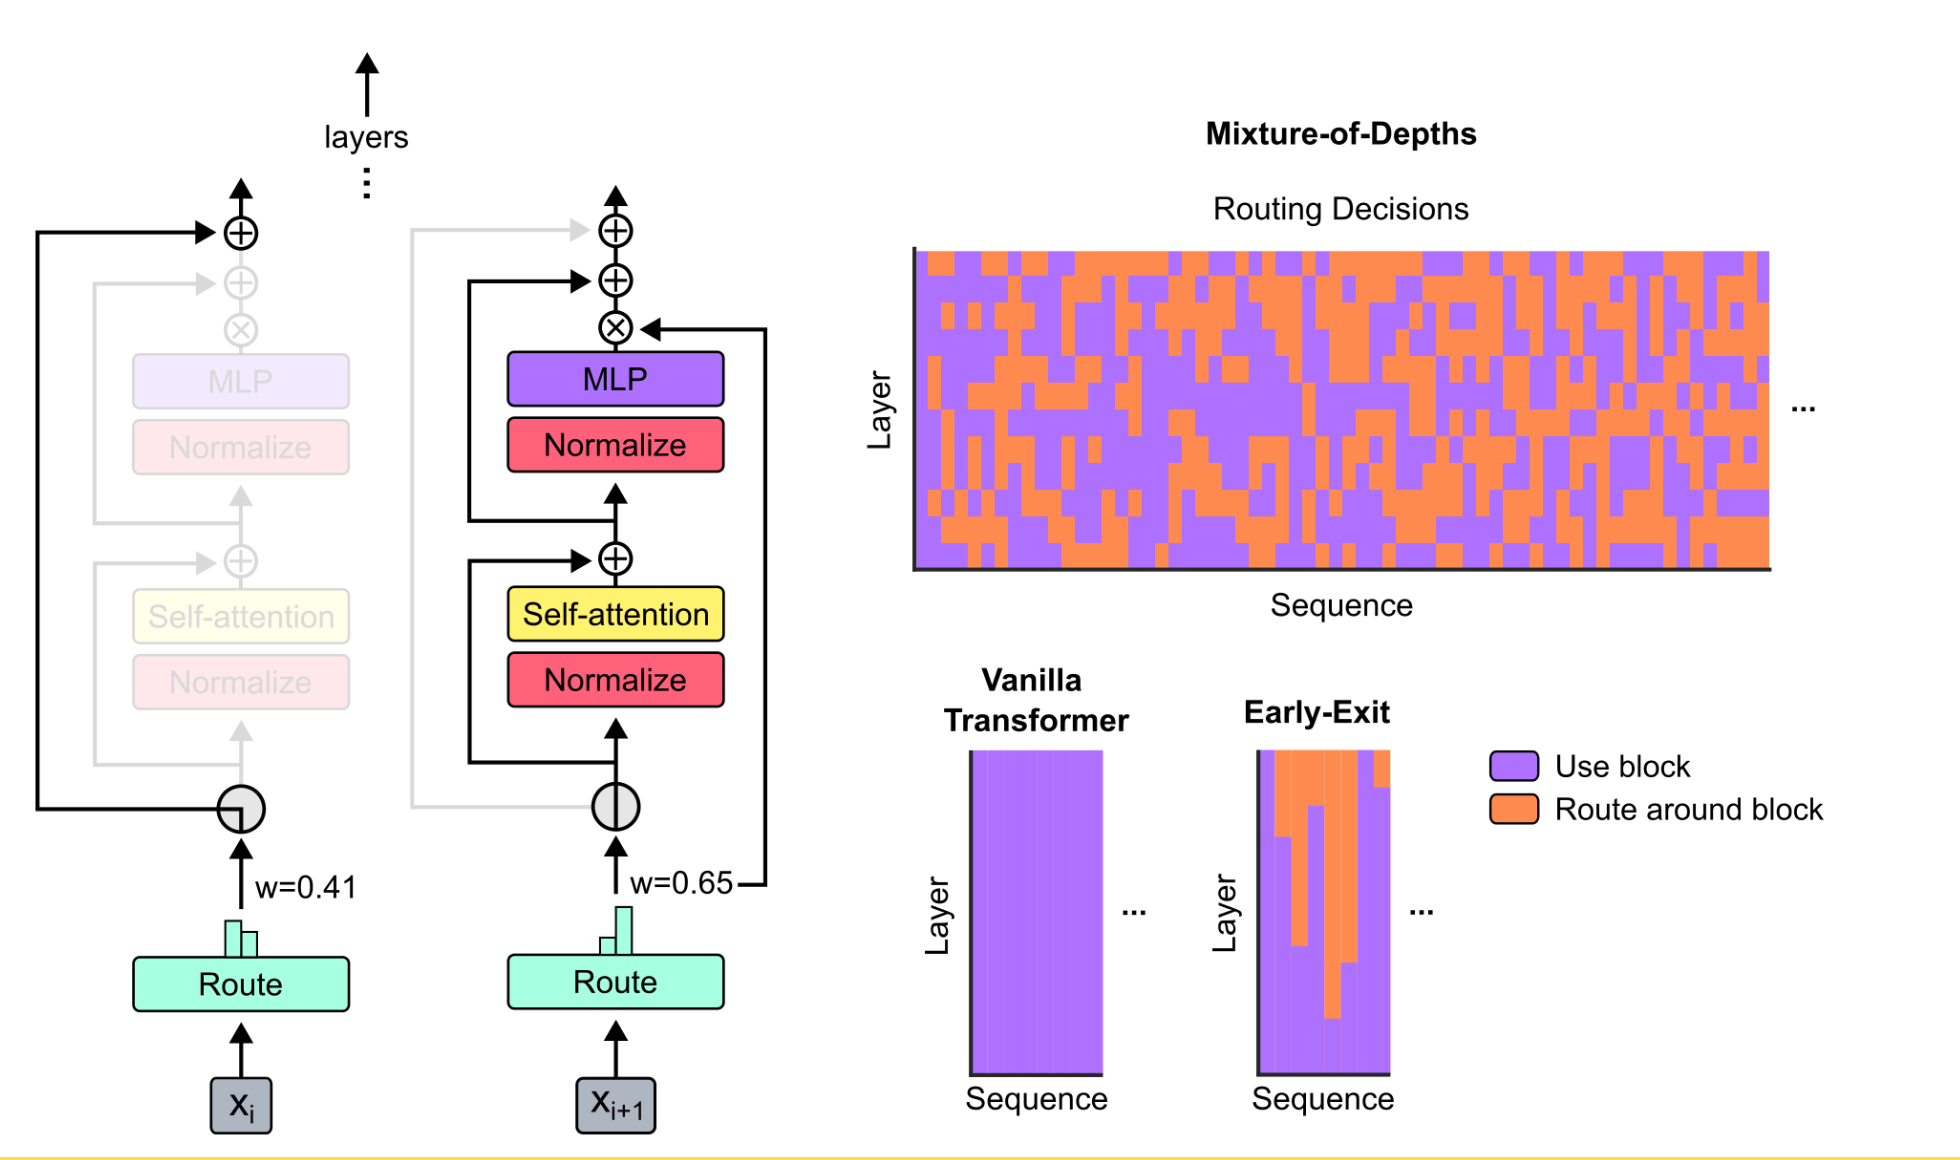 layers
⋮
MLP
Normalize
Self-attention
Normalize
w=0.41
Route
xᵢ
MLP
Normalize
Self-attention
Normalize
w=0.65
Route
xᵢ₊₁
Mixture-of-Depths
Routing Decisions
Layer
...
Sequence
Vanilla
Transformer
Layer
...
Sequence
Early-Exit
Layer
...
Sequence
Use block
Route around block